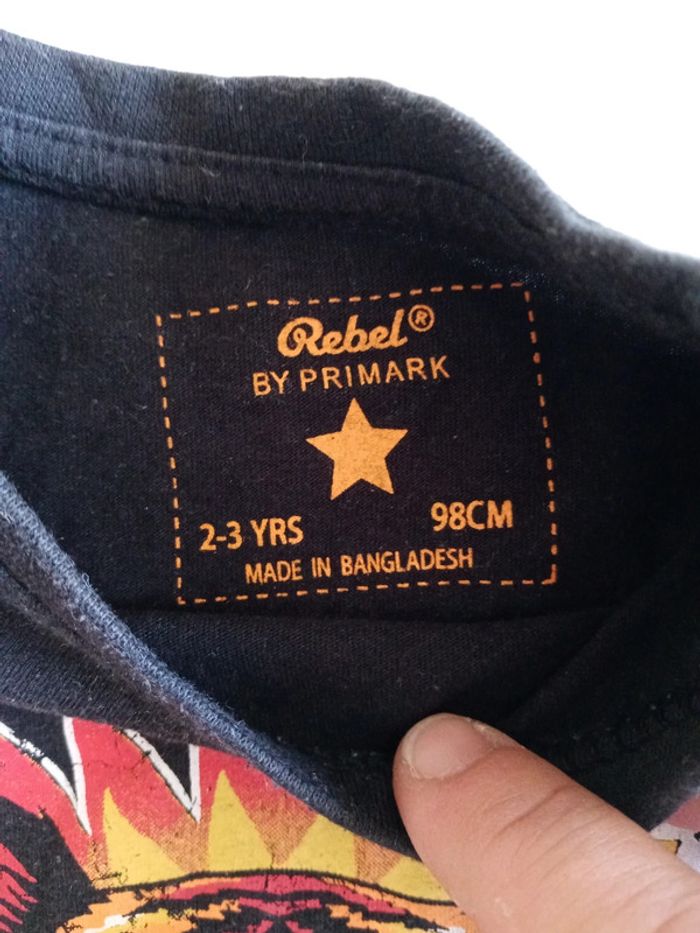 Rebel®
BY PRIMARK
2-3 YRS 98CM
MADE IN BANGLADESH